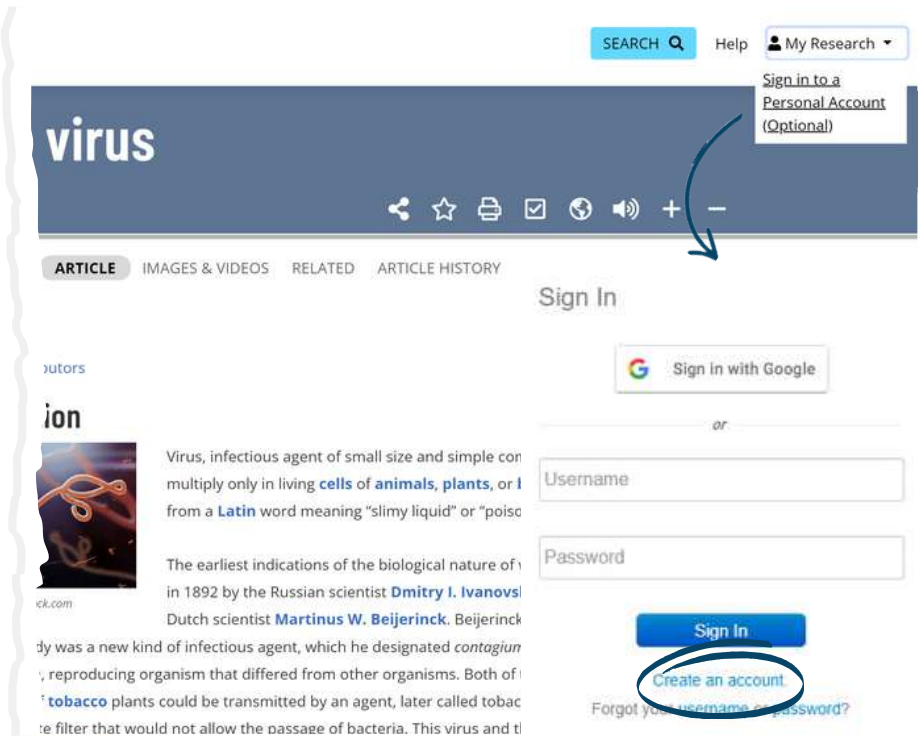 SEARCH Help My Research
Sign in to a
Personal Account
(Optional)
virus
ARTICLE IMAGES & VIDEOS RELATED ARTICLE HISTORY
butors
ion
Virus, infectious agent of small size and simple
multiply only in living cells of animals, plants, or
from a Latin word meaning "slimy liquid" or
The earliest indications of the biological nature of
in 1892 by the Russian scientist Dmitry I.
Dutch scientist Martinus W. Beijerinck. Beijerinck
dy was a new kind of infectious agent, which he designated contagium
, reproducing organism that differed from other organisms. Both of
tobacco plants could be transmitted by an agent, later called
te filter that would not allow the passage of bacteria. This virus and
ck.com
Sign In
Sign in with Google
or
Username
Password
Sign In
Create an account
Forgot your username or password?